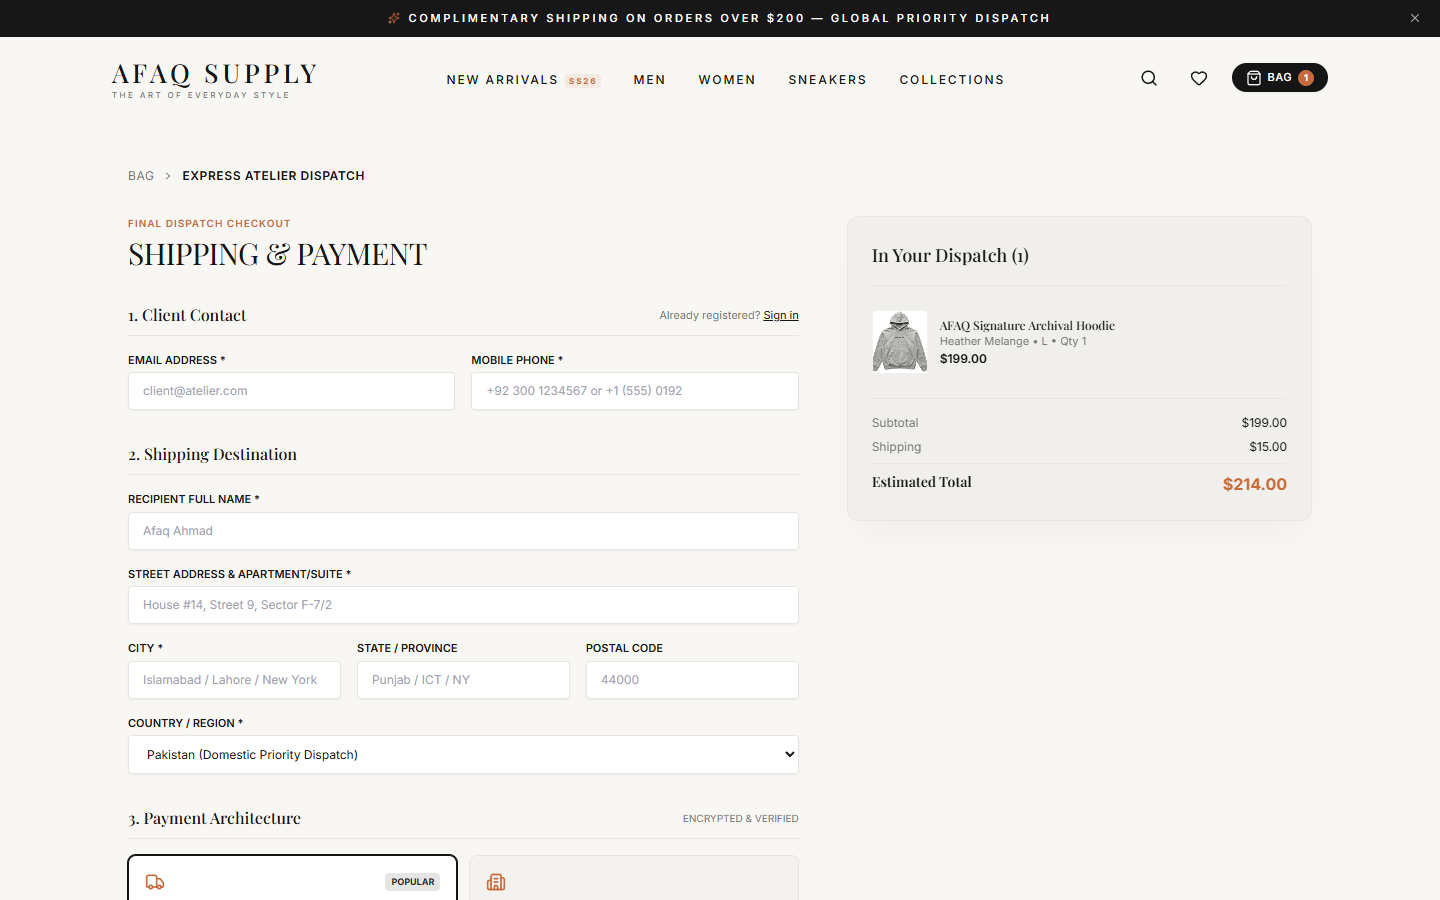 COMPLIMENTARY SHIPPING ON ORDERS OVER $200 — GLOBAL PRIORITY DISPATCH
AFAQ SUPPLY
THE ART OF EVERYDAY STYLE
NEW ARRIVALS SS26 MEN WOMEN SNEAKERS COLLECTIONS
BAG 1
BAG › EXPRESS ATELIER DISPATCH
FINAL DISPATCH CHECKOUT
SHIPPING & PAYMENT
1. Client Contact
Already registered? Sign in
EMAIL ADDRESS * MOBILE PHONE *
client@atelier.com +92 300 1234567 or +1 (555) 0192
2. Shipping Destination
RECIPIENT FULL NAME *
Afaq Ahmad
STREET ADDRESS & APARTMENT/SUITE *
House #14, Street 9, Sector F-7/2
CITY * STATE / PROVINCE POSTAL CODE
Islamabad / Lahore / New York Punjab / ICT / NY 44000
COUNTRY / REGION *
Pakistan (Domestic Priority Dispatch)
3. Payment Architecture
ENCRYPTED & VERIFIED
POPULAR
In Your Dispatch (1)
AFAQ Signature Archival Hoodie
Heather Melange • L • Qty 1
$199.00
Subtotal $199.00
Shipping $15.00
Estimated Total $214.00